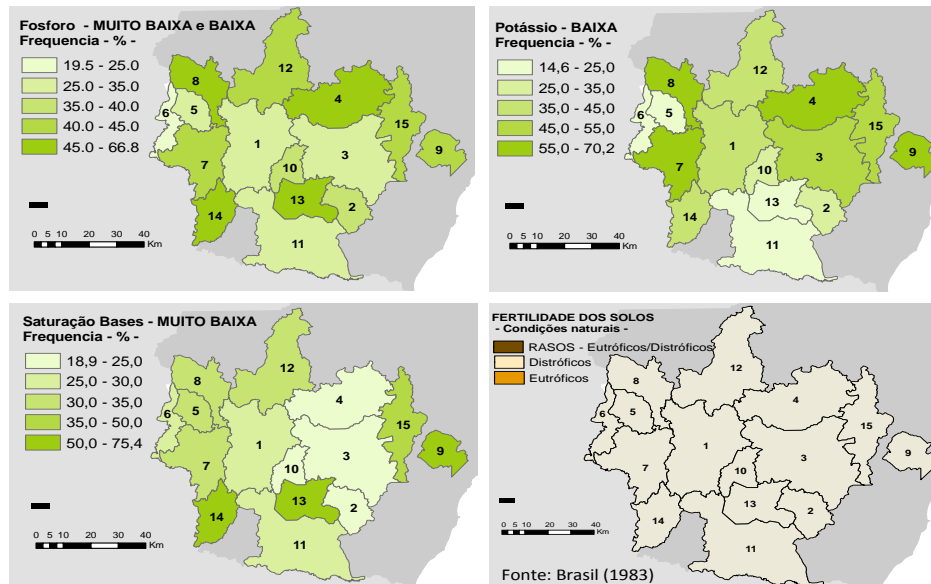 Fosforo - MUITO BAIXA e BAIXA
Frequencia - % -
19.5 - 25.0
25.0 - 35.0
35.0 - 40.0
40.0 - 45.0
45.0 - 66.8
12
8
4
6
5
15
1
3
9
7
10
13
2
14
11
0 5 10 20 30 40
Km
Potássio - BAIXA
Frequencia - % -
14,6 - 25,0
25,0 - 35,0
35,0 - 45,0
45,0 - 55,0
55,0 - 70,2
12
8
4
6
5
15
1
3
9
7
10
13
2
14
11
0 5 10 20 30 40
Km
Saturação Bases - MUITO BAIXA
Frequencia - % -
18,9 - 25,0
25,0 - 30,0
30,0 - 35,0
35,0 - 50,0
50,0 - 75,4
12
8
4
6
5
15
1
3
9
7
10
13
2
14
11
0 5 10 20 30 40
Km
FERTILIDADE DOS SOLOS
- Condições naturais -
RASOS - Eutróficos/Distróficos
Distróficos
Eutróficos
12
8
4
6
5
15
1
3
9
7
10
13
2
14
11
0 5 10 20 30 40
Km
Fonte: Brasil (1983)